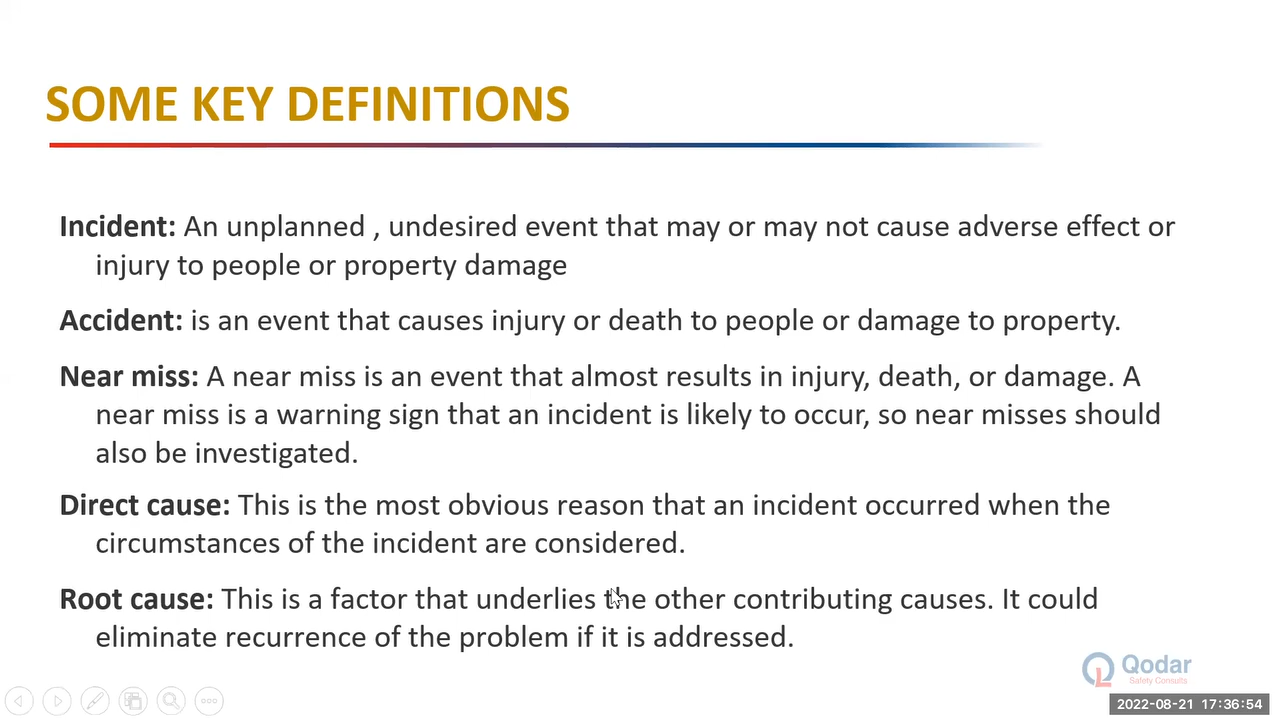 SOME KEY DEFINITIONS
Incident: An unplanned , undesired event that may or may not cause adverse effect or
injury to people or property damage
Accident: is an event that causes injury or death to people or damage to property.
Near miss: A near miss is an event that almost results in injury, death, or damage. A
near miss is a warning sign that an incident is likely to occur, so near misses should
also be investigated.
Direct cause: This is the most obvious reason that an incident occurred when the
circumstances of the incident are considered.
Root cause: This is a factor that underlies the other contributing causes. It could
eliminate recurrence of the problem if it is addressed.
Qodar
Safety Consults
2022-08-21 17:36:54